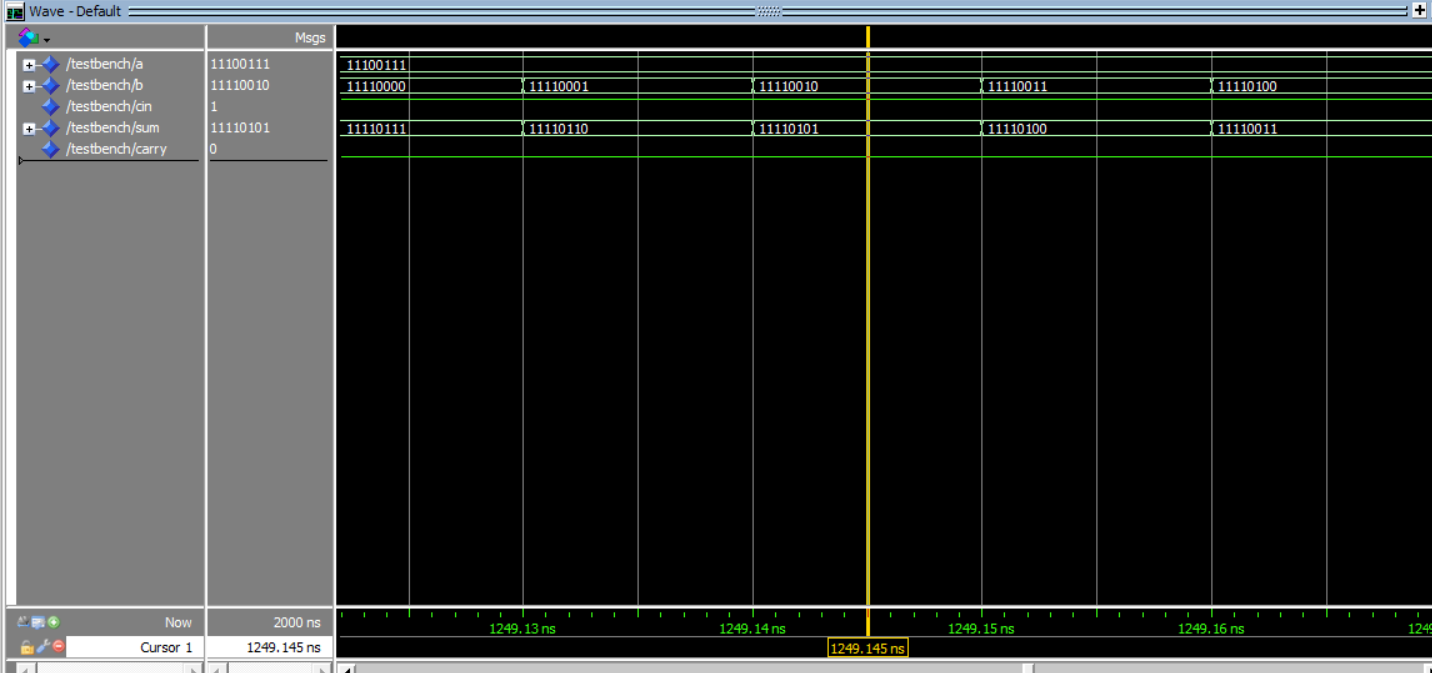 Wave - Default
Msgs
/testbench/a 11100111 11100111
/testbench/b 11110010 11110000 11110001 11110010 11110011 11110100
/testbench/cin 1
/testbench/sum 11110101 11110111 11110110 11110101 11110100 11110011
/testbench/carry 0
Now 2000 ns 1249.13 ns 1249.14 ns 1249.15 ns 1249.16 ns
Cursor 1 1249.145 ns 1249.145 ns